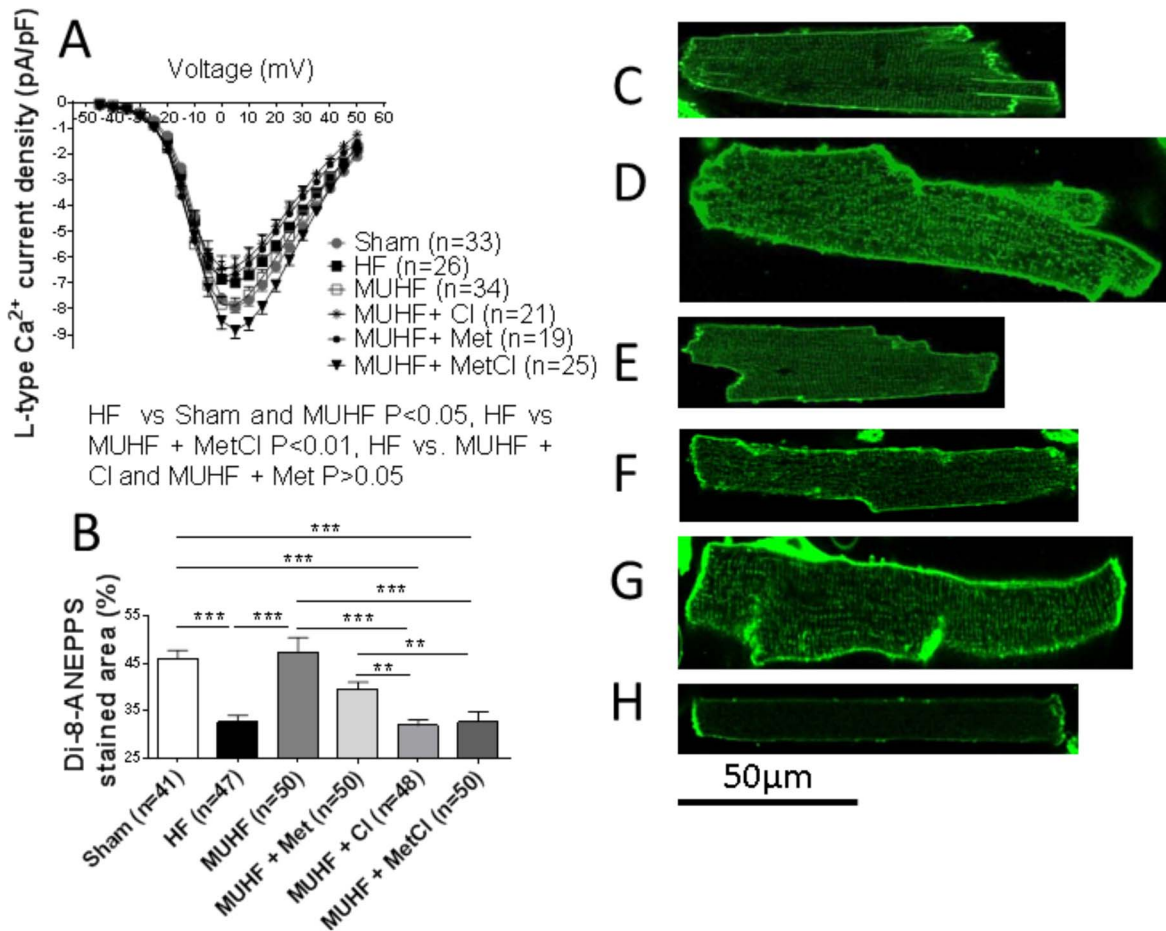 A
Voltage (mV)
L-type Ca²⁺ current density (pA/pF)
-50 -40 -30 -20 -10 0 10 20 30 40 50 60
0
-1
-2
-3
-4
-5
-6
-7
-8
-9
Sham (n=33)
HF (n=26)
MUHF (n=34)
MUHF+ Cl (n=21)
MUHF+ Met (n=19)
MUHF+ MetCl (n=25)
HF vs Sham and MUHF P<0.05, HF vs
MUHF + MetCl P<0.01, HF vs. MUHF +
Cl and MUHF + Met P>0.05
B
Di-8-ANEPPS
stained area (%)
55
45
35
25
***
***
***
*** *** ***
**
**
Sham (n=41)
HF (n=47)
MUHF (n=50)
MUHF + Met (n=50)
MUHF + Cl (n=48)
MUHF + MetCl (n=50)
C
D
E
F
G
H
50µm